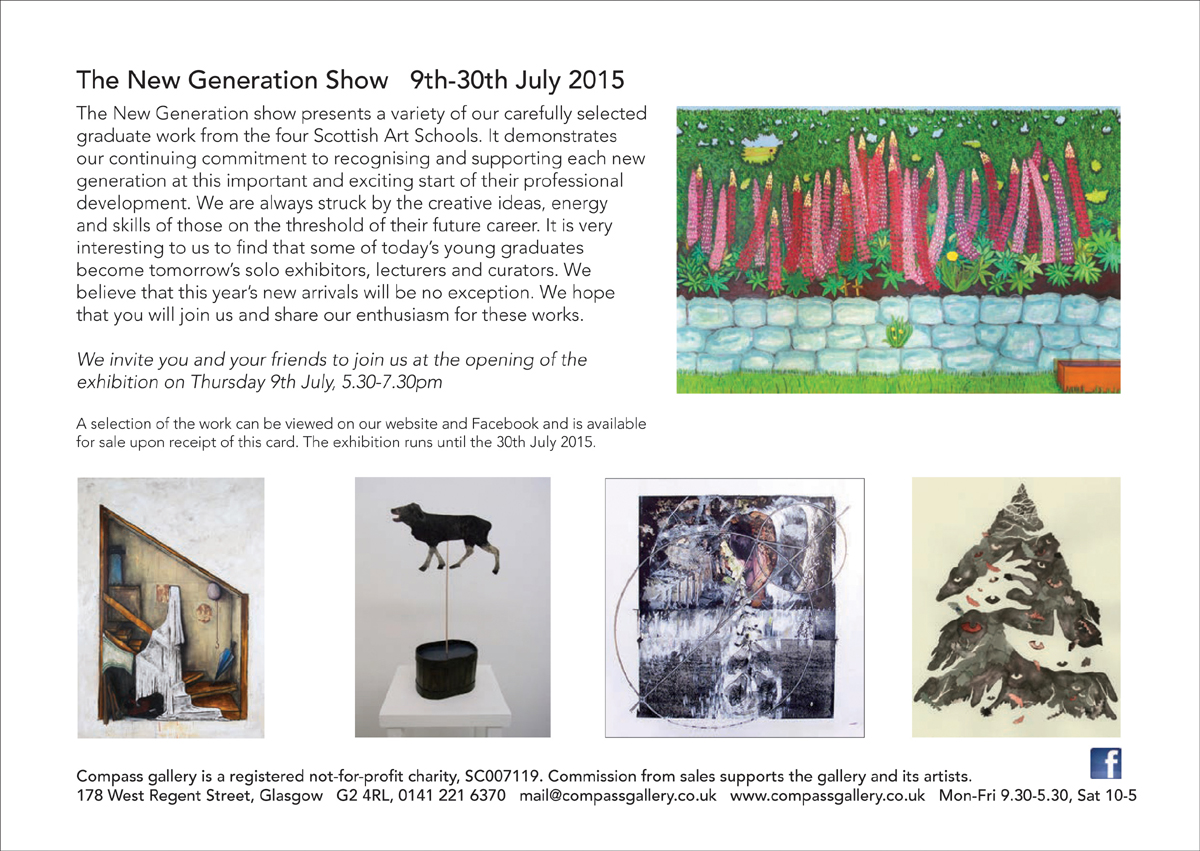 The New Generation Show   9th-30th July 2015
The New Generation show presents a variety of our carefully selected
graduate work from the four Scottish Art Schools. It demonstrates
our continuing commitment to recognising and supporting each new
generation at this important and exciting start of their professional
development. We are always struck by the creative ideas, energy
and skills of those on the threshold of their future career. It is very
interesting to us to find that some of today's young graduates
become tomorrow's solo exhibitors, lecturers and curators. We
believe that this year's new arrivals will be no exception. We hope
that you will join us and share our enthusiasm for these works.
We invite you and your friends to join us at the opening of the
exhibition on Thursday 9th July, 5.30-7.30pm
A selection of the work can be viewed on our website and Facebook and is available
for sale upon receipt of this card. The exhibition runs until the 30th July 2015.
f
Compass gallery is a registered not-for-profit charity, SC007119. Commission from sales supports the gallery and its artists.
178 West Regent Street, Glasgow   G2 4RL, 0141 221 6370   mail@compassgallery.co.uk   www.compassgallery.co.uk   Mon-Fri 9.30-5.30, Sat 10-5